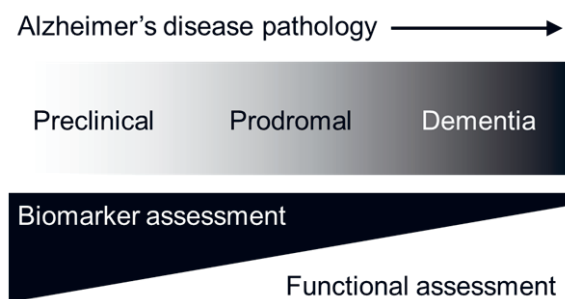 Alzheimer’s disease pathology
Preclinical Prodromal Dementia
Biomarker assessment
Functional assessment